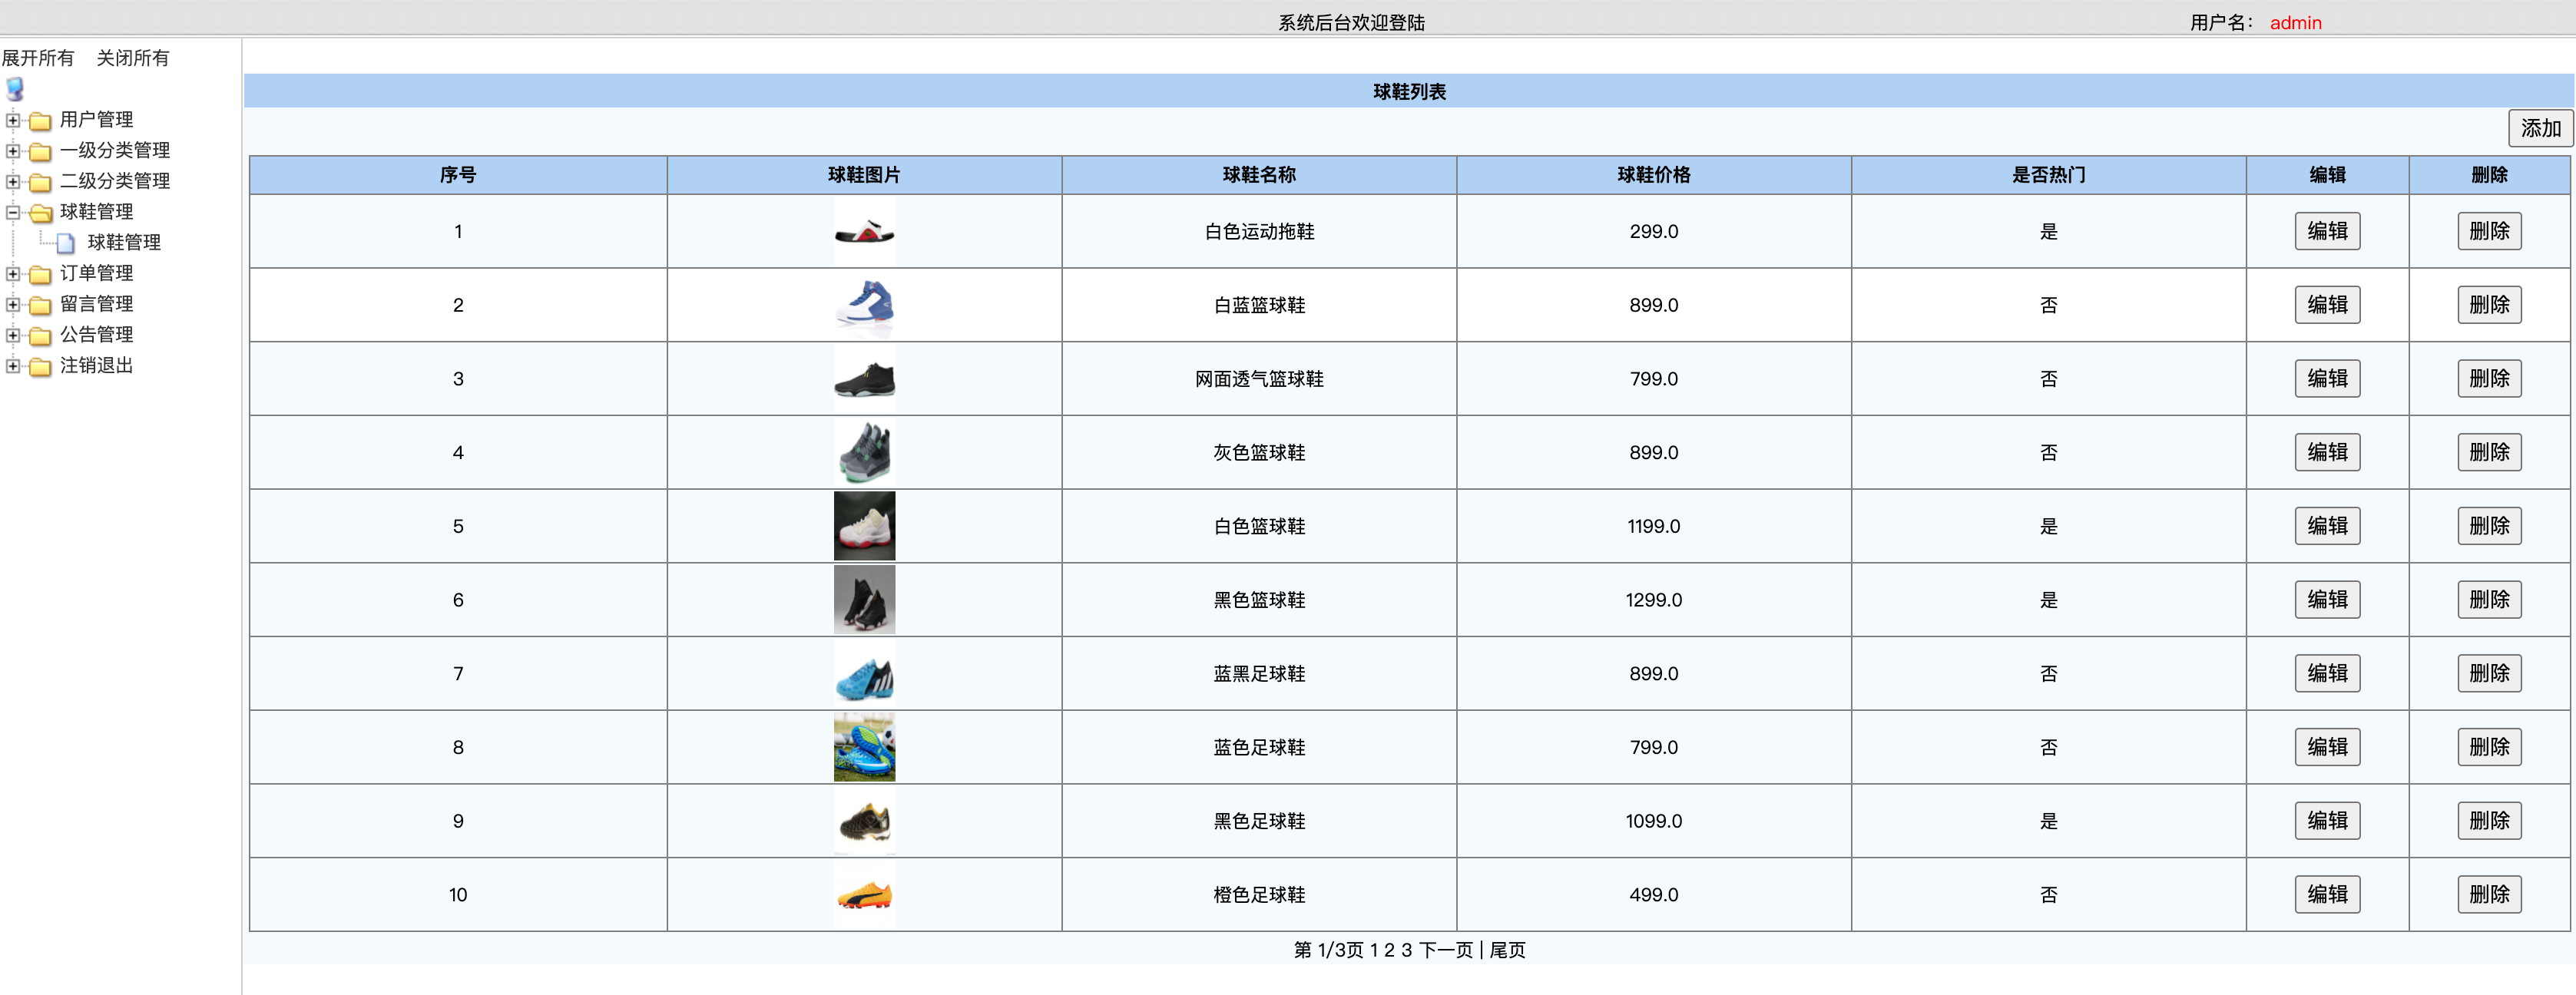 系统后台欢迎登陆 用户名： admin
展开所有 关闭所有
用户管理
一级分类管理
二级分类管理
球鞋管理
球鞋管理
订单管理
留言管理
公告管理
注销退出
球鞋列表
添加
序号 球鞋图片 球鞋名称 球鞋价格 是否热门 编辑 删除
1 白色运动拖鞋 299.0 是 编辑 删除
2 白蓝篮球鞋 899.0 否 编辑 删除
3 网面透气篮球鞋 799.0 否 编辑 删除
4 灰色篮球鞋 899.0 否 编辑 删除
5 白色篮球鞋 1199.0 是 编辑 删除
6 黑色篮球鞋 1299.0 是 编辑 删除
7 蓝黑足球鞋 899.0 否 编辑 删除
8 蓝色足球鞋 799.0 否 编辑 删除
9 黑色足球鞋 1099.0 是 编辑 删除
10 橙色足球鞋 499.0 否 编辑 删除
第 1/3页 1 2 3 下一页 | 尾页